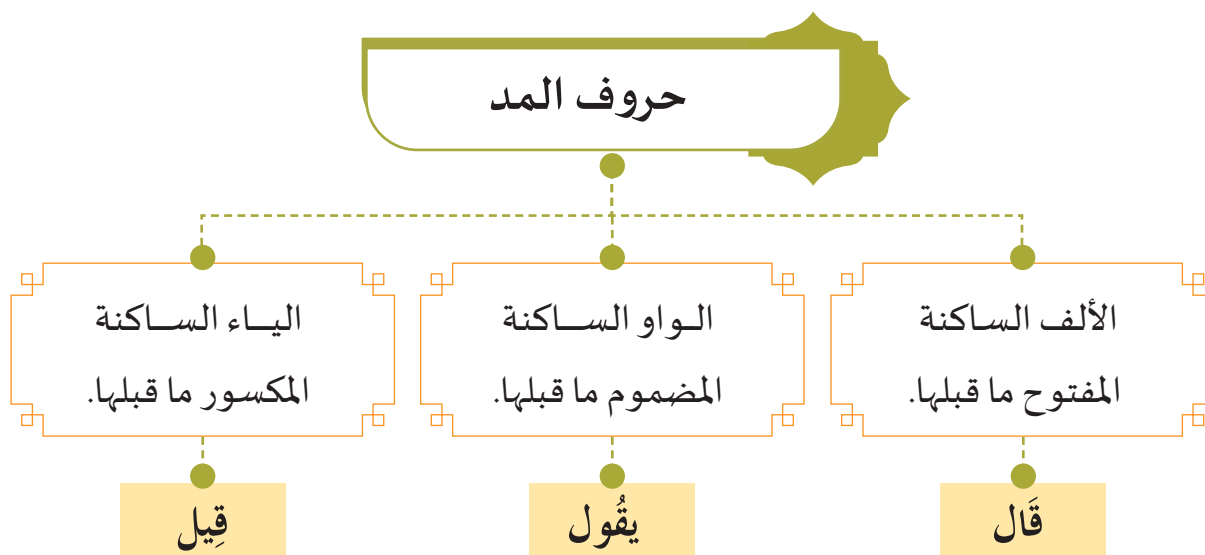 حروف المد
الألف الساكنة
المفتوح ما قبلها.
الواو الساكنة
المضموم ما قبلها.
الياء الساكنة
المكسور ما قبلها.
قَال
يقُول
قِيل